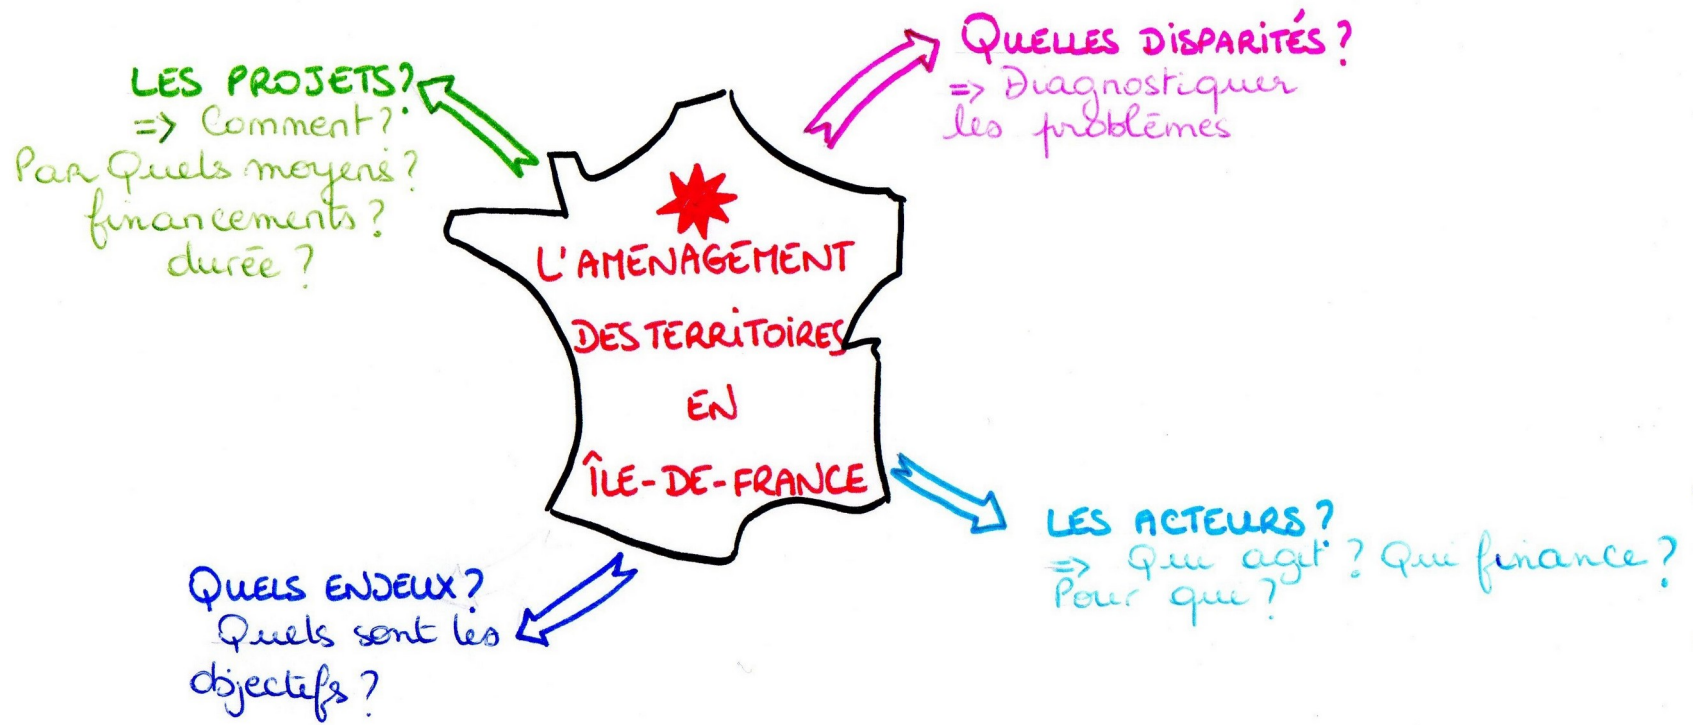 LES PROJETS?
=> Comment?
Par Quels moyens?
financements?
durée?
QUELLES DISPARITÉS?
=> Diagnostiquer
les problèmes
L'AMÉNAGEMENT
DES TERRITOIRES
EN
ÎLE-DE-FRANCE
QUELS ENJEUX?
Quels sont les
objectifs?
LES ACTEURS?
=> Qui agit? Qui finance?
Pour qui?